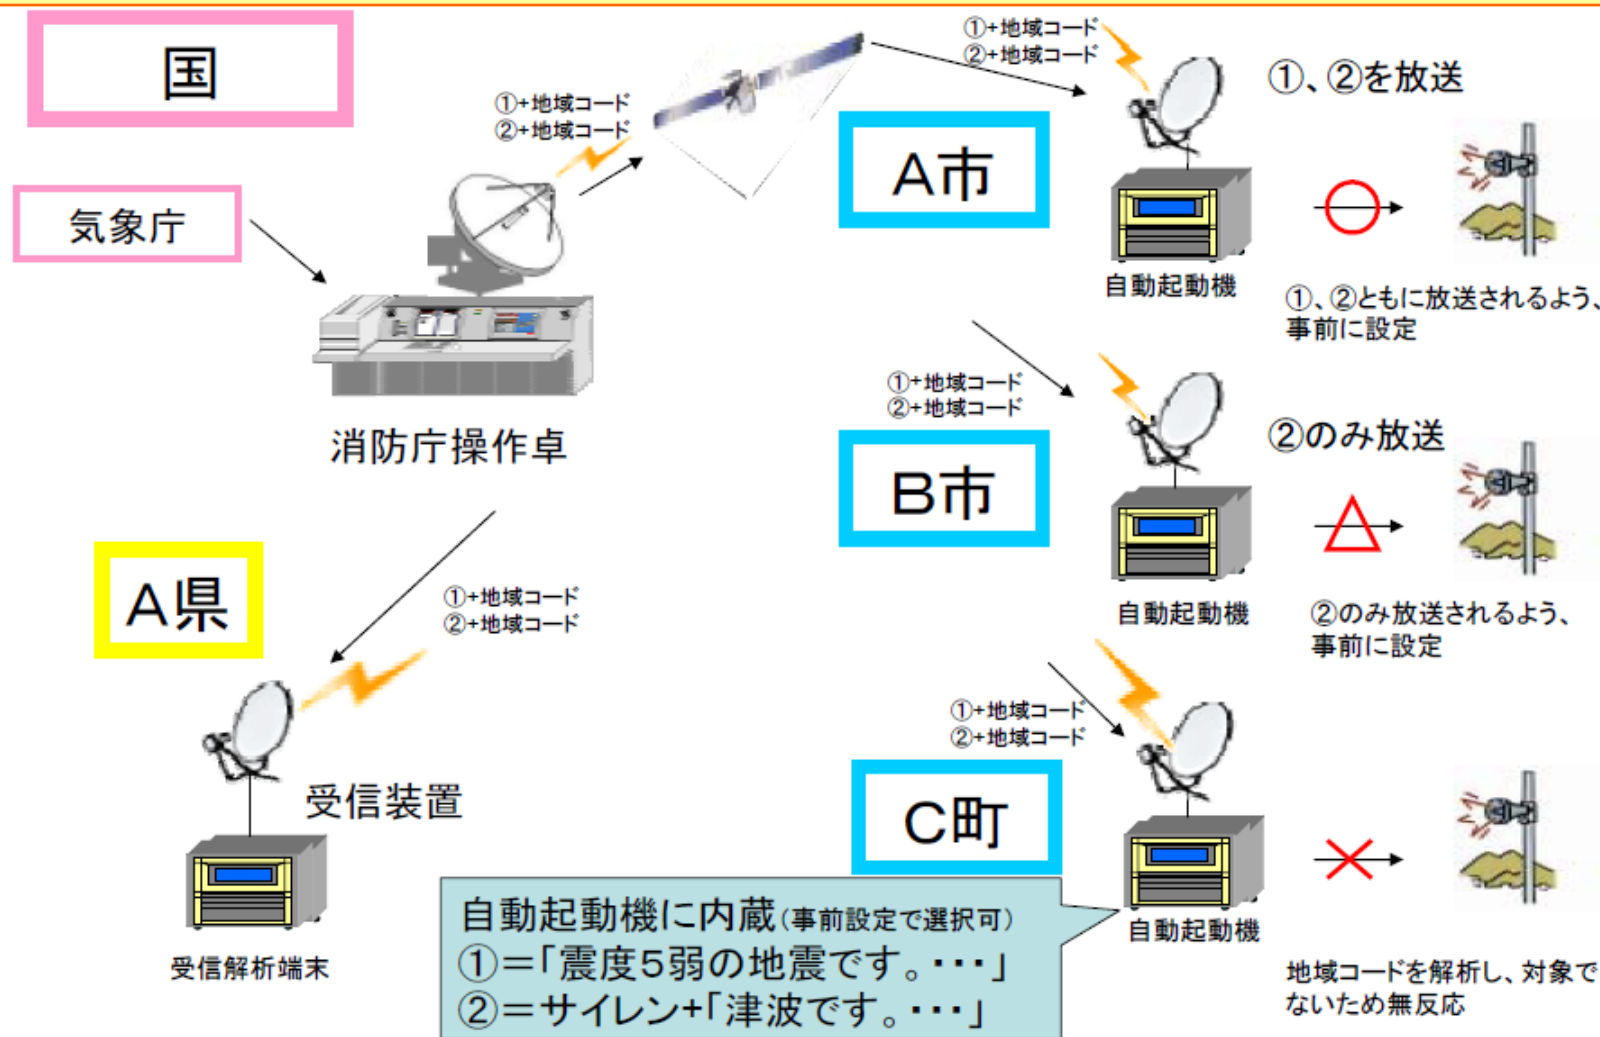 国
気象庁
①+地域コード
②+地域コード
消防庁操作卓
A県
①+地域コード
②+地域コード
受信装置
受信解析端末
①+地域コード
②+地域コード
A市
自動起動機
①、②を放送
①、②ともに放送されるよう、
事前に設定
①+地域コード
②+地域コード
B市
自動起動機
②のみ放送
②のみ放送されるよう、
事前に設定
①+地域コード
②+地域コード
C町
自動起動機
地域コードを解析し、対象で
ないため無反応
自動起動機に内蔵(事前設定で選択可)
①=「震度5弱の地震です。・・・」
②=サイレン+「津波です。・・・」